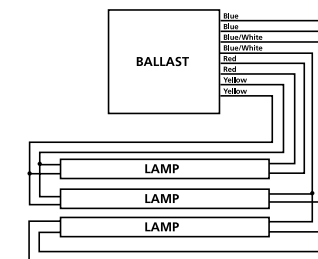 Blue
Blue
Blue/White
Blue/White
Red
Red
Yellow
Yellow
BALLAST
LAMP
LAMP
LAMP